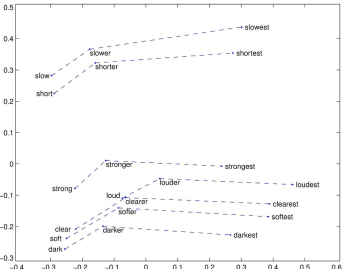 0.5
0.4
0.3
0.2
0.1
0
−0.1
−0.2
−0.3
slowest
slower
shortest
slow
shorter
short
stronger
strongest
strong
louder
loudest
loud
clearer
clearest
softer
softest
clear
darker
soft
darkest
dark
−0.4 −0.3 −0.2 −0.1 0 0.1 0.2 0.3 0.4 0.5 0.6